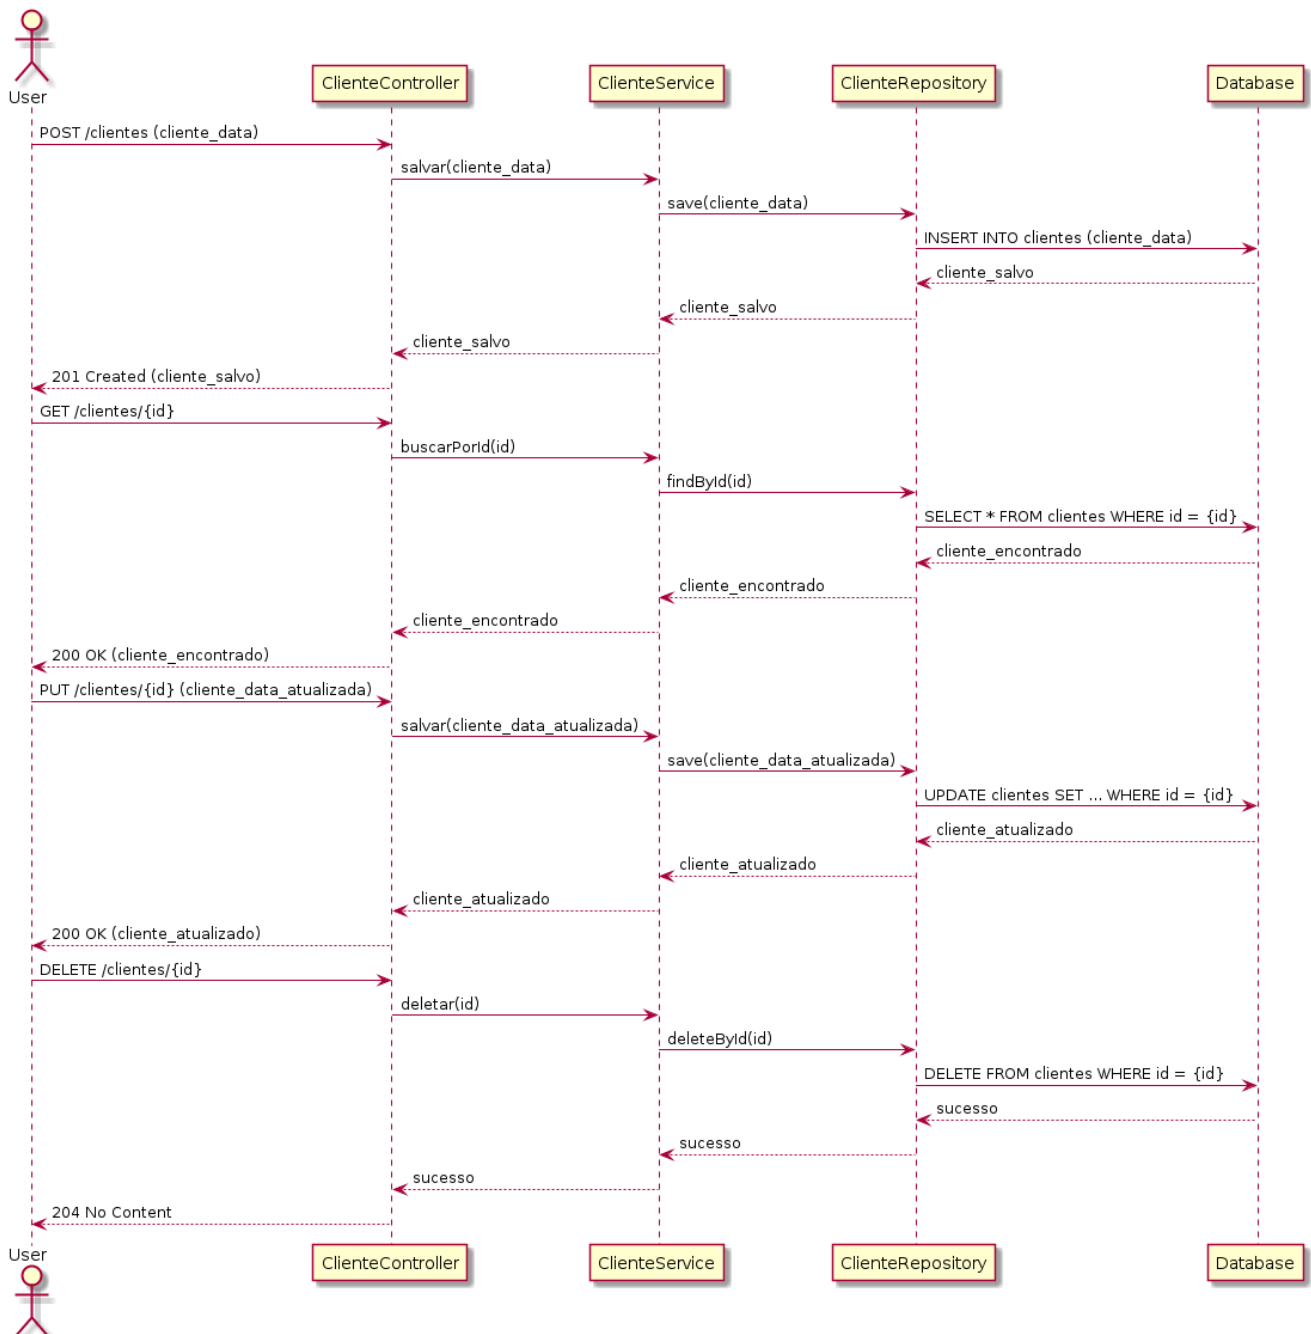 User
ClienteController
ClienteService
ClienteRepository
Database
POST /clientes (cliente_data)
salvar(cliente_data)
save(cliente_data)
INSERT INTO clientes (cliente_data)
cliente_salvo
cliente_salvo
cliente_salvo
201 Created (cliente_salvo)
GET /clientes/{id}
buscarPorId(id)
findById(id)
SELECT * FROM clientes WHERE id = {id}
cliente_encontrado
cliente_encontrado
cliente_encontrado
200 OK (cliente_encontrado)
PUT /clientes/{id} (cliente_data_atualizada)
salvar(cliente_data_atualizada)
save(cliente_data_atualizada)
UPDATE clientes SET ... WHERE id = {id}
cliente_atualizado
cliente_atualizado
cliente_atualizado
200 OK (cliente_atualizado)
DELETE /clientes/{id}
deletar(id)
deleteById(id)
DELETE FROM clientes WHERE id = {id}
sucesso
sucesso
sucesso
204 No Content
User
ClienteController
ClienteService
ClienteRepository
Database